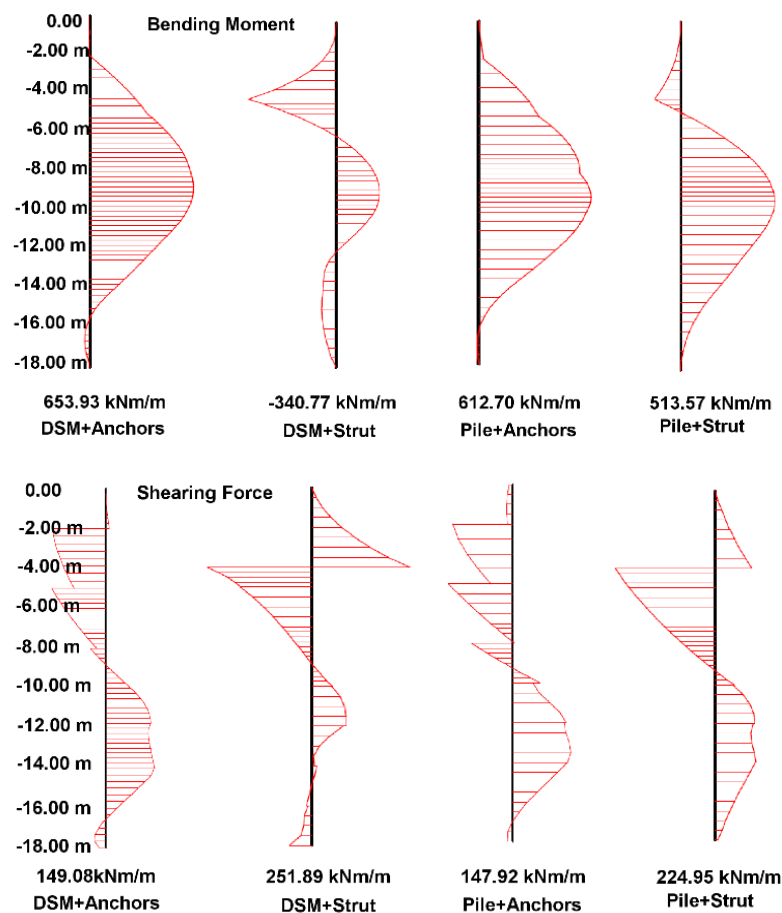 0.00
Bending Moment
-2.00 m
-4.00 m
-6.00 m
-8.00 m
-10.00 m
-12.00 m
-14.00 m
-16.00 m
-18.00 m
653.93 kNm/m
DSM+Anchors
-340.77 kNm/m
DSM+Strut
612.70 kNm/m
Pile+Anchors
513.57 kNm/m
Pile+Strut
0.00
Shearing Force
-2.00 m
-4.00 m
-6.00 m
-8.00 m
-10.00 m
-12.00 m
-14.00 m
-16.00 m
-18.00 m
149.08kNm/m
DSM+Anchors
251.89 kNm/m
DSM+Strut
147.92 kNm/m
Pile+Anchors
224.95 kNm/m
Pile+Strut